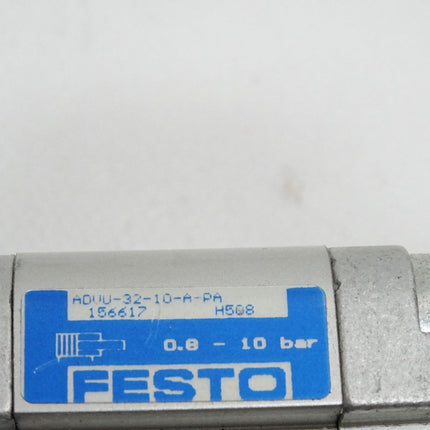 ADVU-32-10-A-PA
156617 H508
0.8 - 10 bar
FESTO